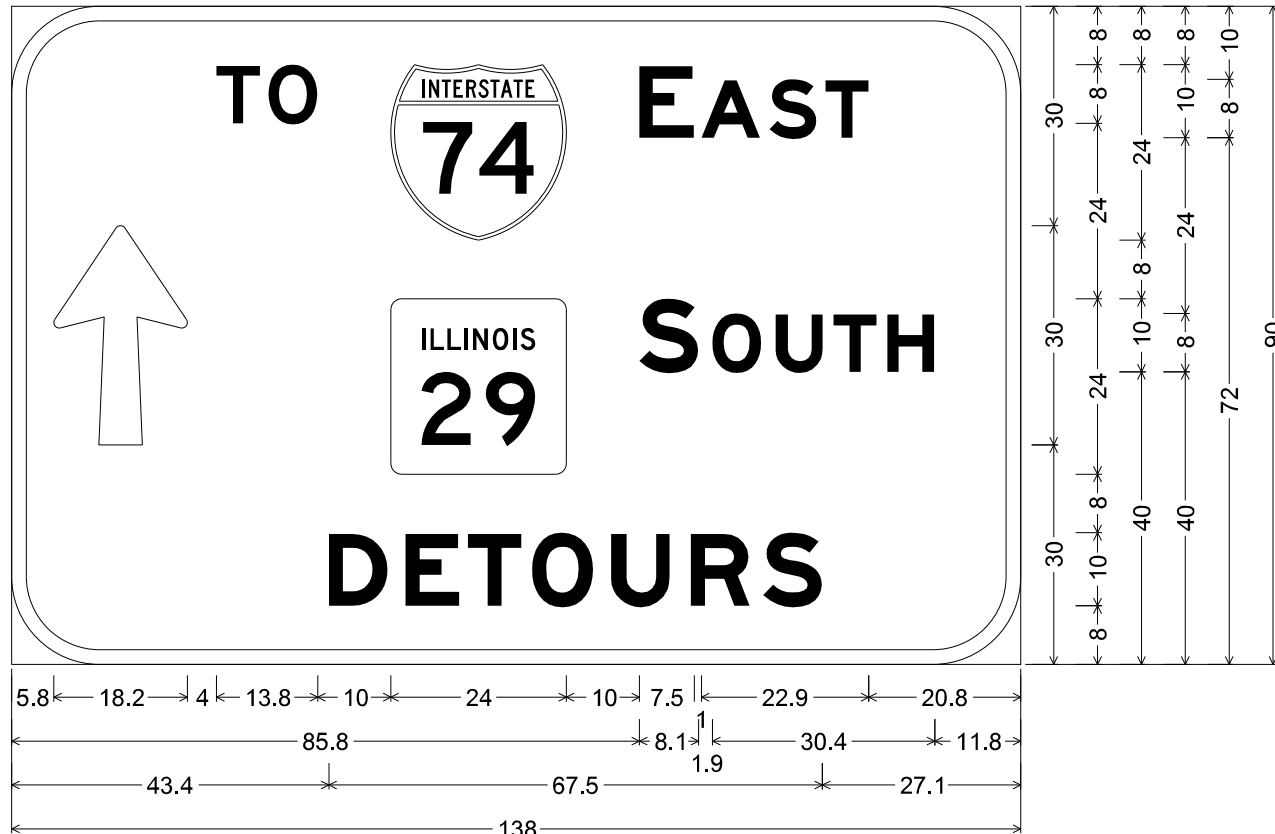 TO
INTERSTATE
74
EAST
ILLINOIS
29
SOUTH
DETOURS
30 30 30
8 8 24 24 8 10 8
8 24 8 10 40
8 10 24 8 40
10 8 72
90
5.8 18.2 4 13.8 10 24 10 7.5 1 22.9 20.8
85.8 8.1 1.9 30.4 11.8
43.4 67.5 27.1
138